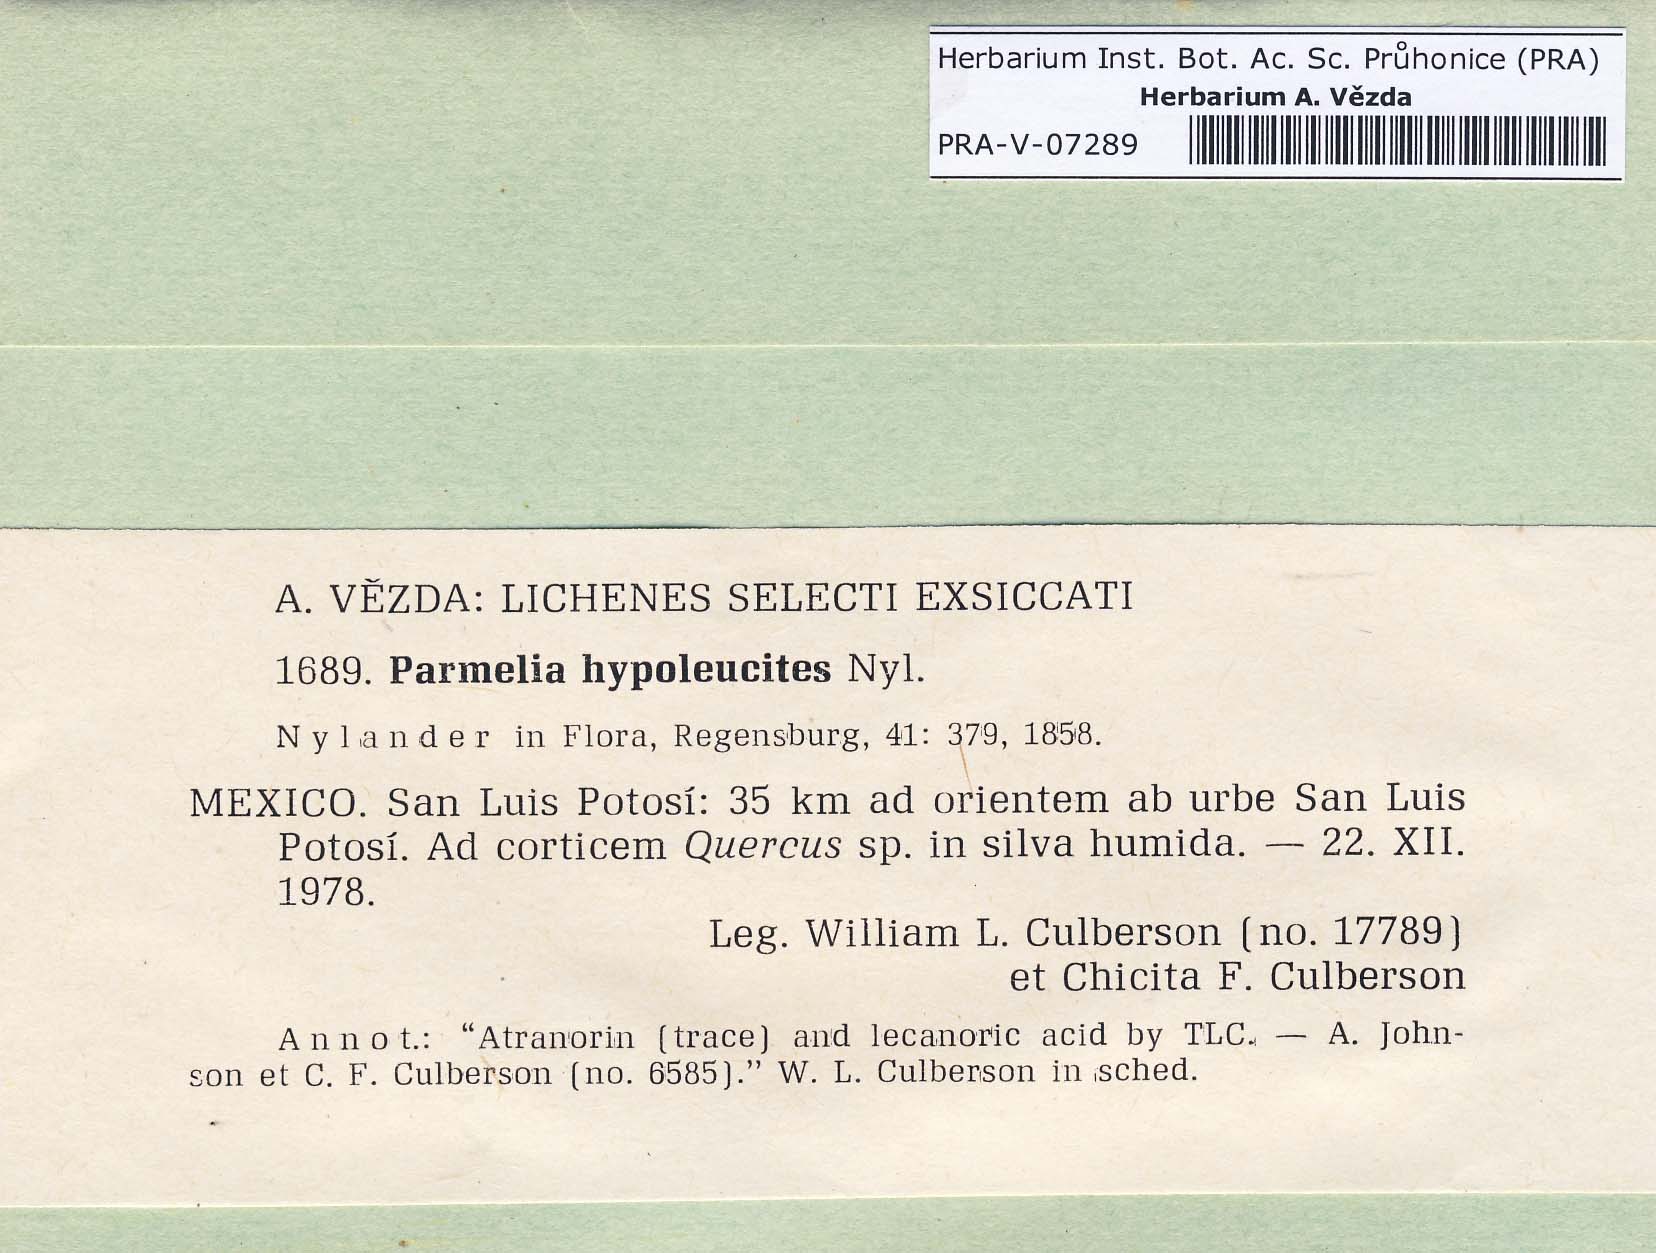 Herbarium Inst. Bot. Ac. Sc. Průhonice (PRA)
Herbarium A. Vězda
PRA-V-07289
A. VĚZDA: LICHENES SELECTI EXSICCATI
1689. Parmelia hypoleucites Nyl.
Nylander in Flora, Regensburg, 41: 379, 1858.
MEXICO. San Luis Potosí: 35 km ad orientem ab urbe San Luis
Potosí. Ad corticem Quercus sp. in silva humida. — 22. XII.
1978.
Leg. William L. Culberson (no. 17789)
et Chicita F. Culberson
Annot.: “Atranorin (trace) and lecanoric acid by TLC. — A. John-
son et C. F. Culberson (no. 6585).” W. L. Culberson in sched.